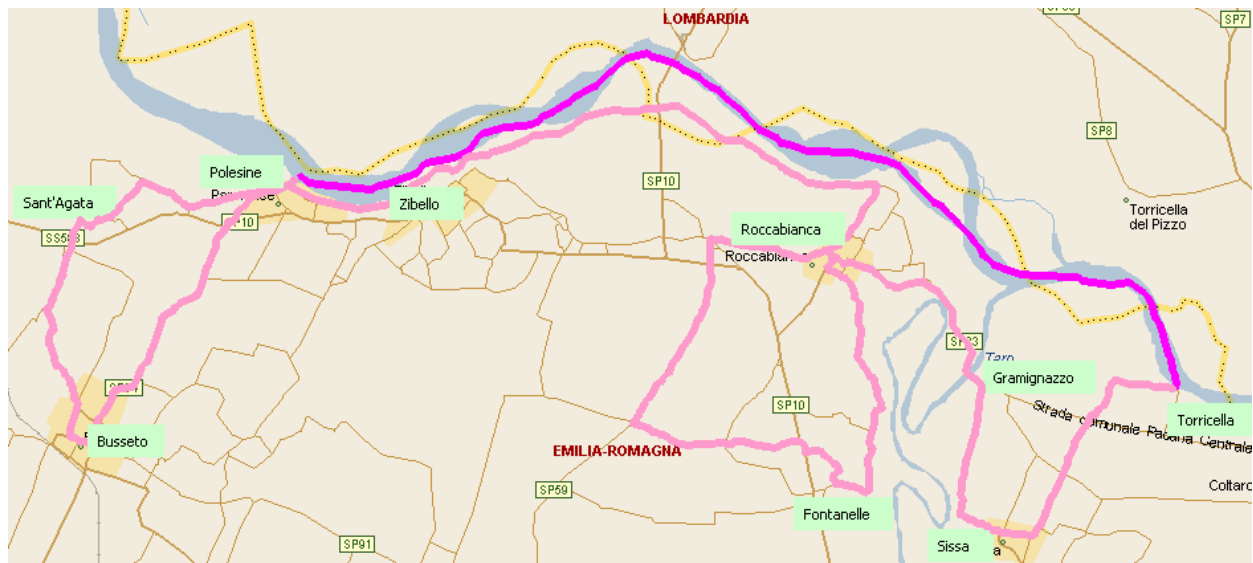 LOMBARDIA
SP7
Polesine
SP8
SP10
Sant'Agata
Zibello
Torricella
del Pizzo
SP10
Roccabianca
SS588
Gramignazzo
Taro
SP10
Strada comunale Padana Centrale
Torricella
Busseto
EMILIA-ROMAGNA
SP59
Fontanelle
Coltaro
SP91
Sissa